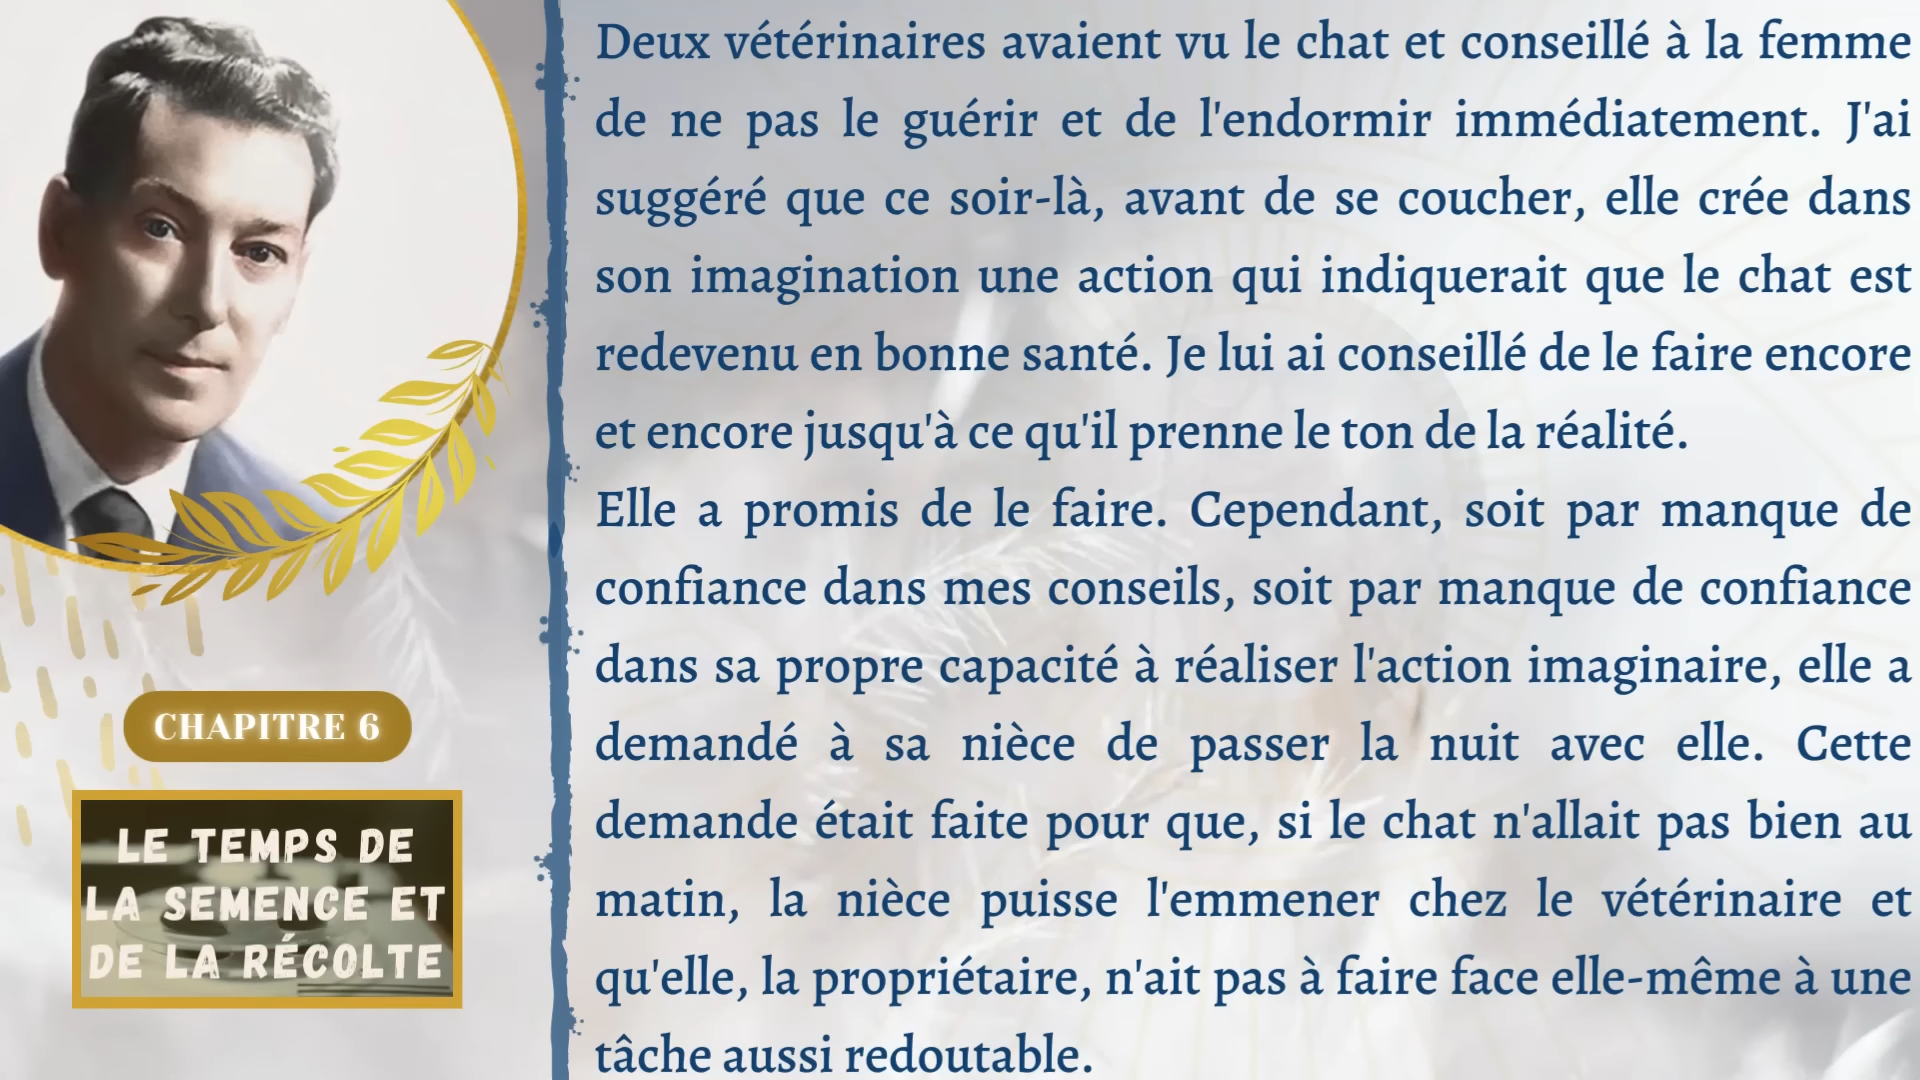 Deux vétérinaires avaient vu le chat et conseillé à la femme
de ne pas le guérir et de l'endormir immédiatement. J'ai
suggéré que ce soir-là, avant de se coucher, elle crée dans
son imagination une action qui indiquerait que le chat est
redevenu en bonne santé. Je lui ai conseillé de le faire encore
et encore jusqu'à ce qu'il prenne le ton de la réalité.
Elle a promis de le faire. Cependant, soit par manque de
confiance dans mes conseils, soit par manque de confiance
dans sa propre capacité à réaliser l'action imaginaire, elle a
demandé à sa nièce de passer la nuit avec elle. Cette
demande était faite pour que, si le chat n'allait pas bien au
matin, la nièce puisse l'emmener chez le vétérinaire et
qu'elle, la propriétaire, n'ait pas à faire face elle-même à une
tâche aussi redoutable.
CHAPITRE 6
LE TEMPS DE
LA SEMENCE ET
DE LA RÉCOLTE